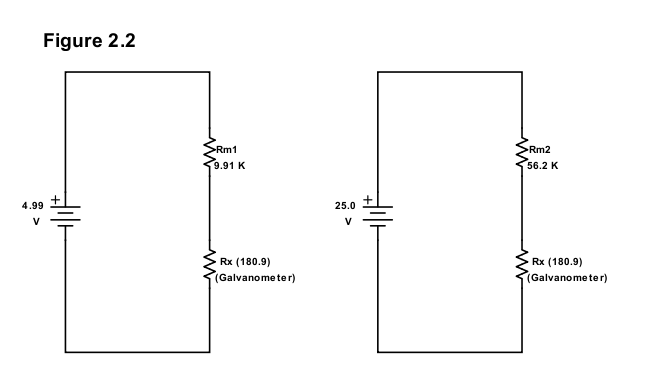 Figure 2.2
Rm1
9.91 K
+
4.99
V
Rx (180.9)
(Galvanometer)
Rm2
56.2 K
+
25.0
V
Rx (180.9)
(Galvanometer)